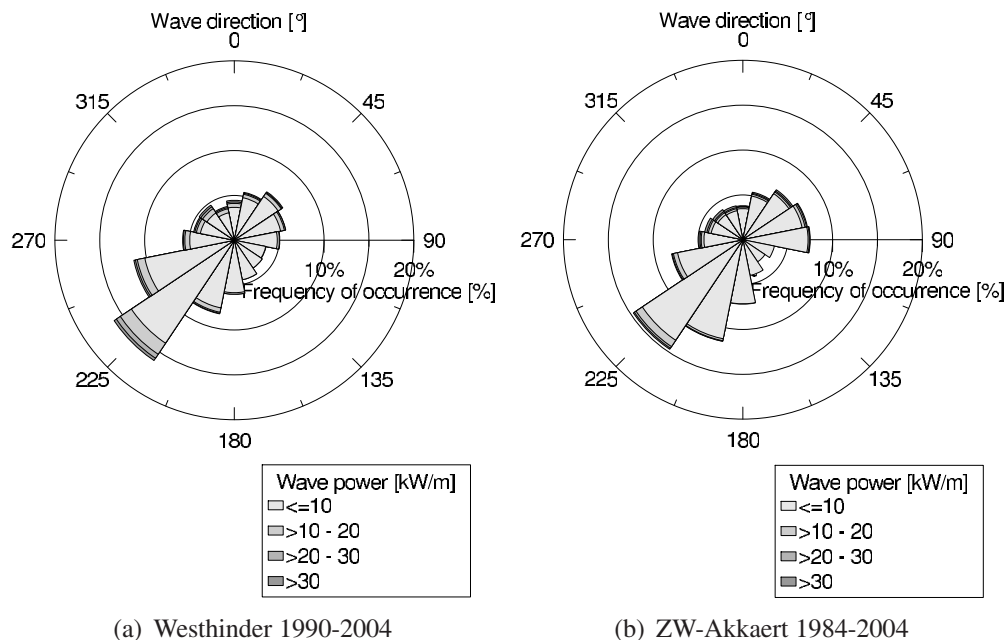 Wave direction [°]
0
45
90
135
180
225
270
315
10%
20%
Frequency of occurrence [%]
Wave power [kW/m]
<=10
>10 - 20
>20 - 30
>30
(a) Westhinder 1990-2004
Wave direction [°]
0
45
90
135
180
225
270
315
10%
20%
Frequency of occurrence [%]
Wave power [kW/m]
<=10
>10 - 20
>20 - 30
>30
(b) ZW-Akkaert 1984-2004